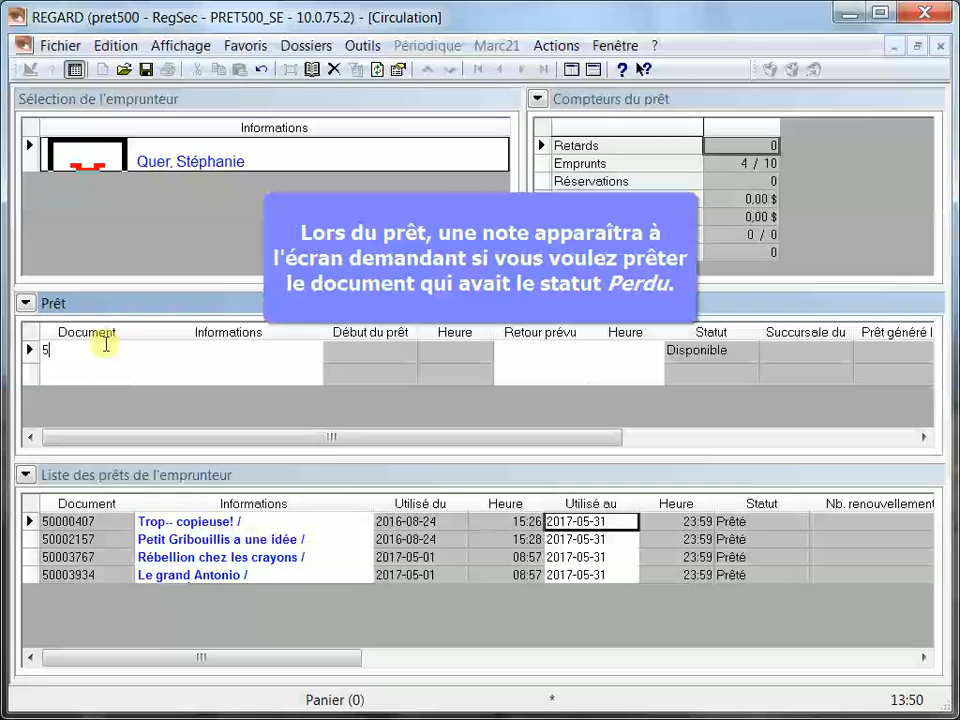 REGARD (pret500 - RegSec - PRET500_SE - 10.0.75.2) - [Circulation]
Fichier Edition Affichage Favoris Dossiers Outils Périodique Marc21 Actions Fenêtre ?
Sélection de l'emprunteur
Informations
Quer, Stéphanie
Compteurs du prêt
Retards 0
Emprunts 4 / 10
Réservations 0
0,00 $
0,00 $
0 / 0
0
Lors du prêt, une note apparaîtra à
l'écran demandant si vous voulez prêter
le document qui avait le statut Perdu.
Prêt
Document Informations Début du prêt Heure Retour prévu Heure Statut Succursale du Prêt généré l
5 Disponible
Liste des prêts de l'emprunteur
Document Informations Utilisé du Heure Utilisé au Heure Statut Nb. renouvellement
50000407 Trop-- copieuse! / 2016-08-24 15:26 2017-05-31 23:59 Prêté
50002157 Petit Gribouillis a une idée / 2016-08-24 15:28 2017-05-31 23:59 Prêté
50003767 Rébellion chez les crayons / 2017-05-01 08:57 2017-05-31 23:59 Prêté
50003934 Le grand Antonio / 2017-05-01 08:57 2017-05-31 23:59 Prêté
Panier (0) * 13:50